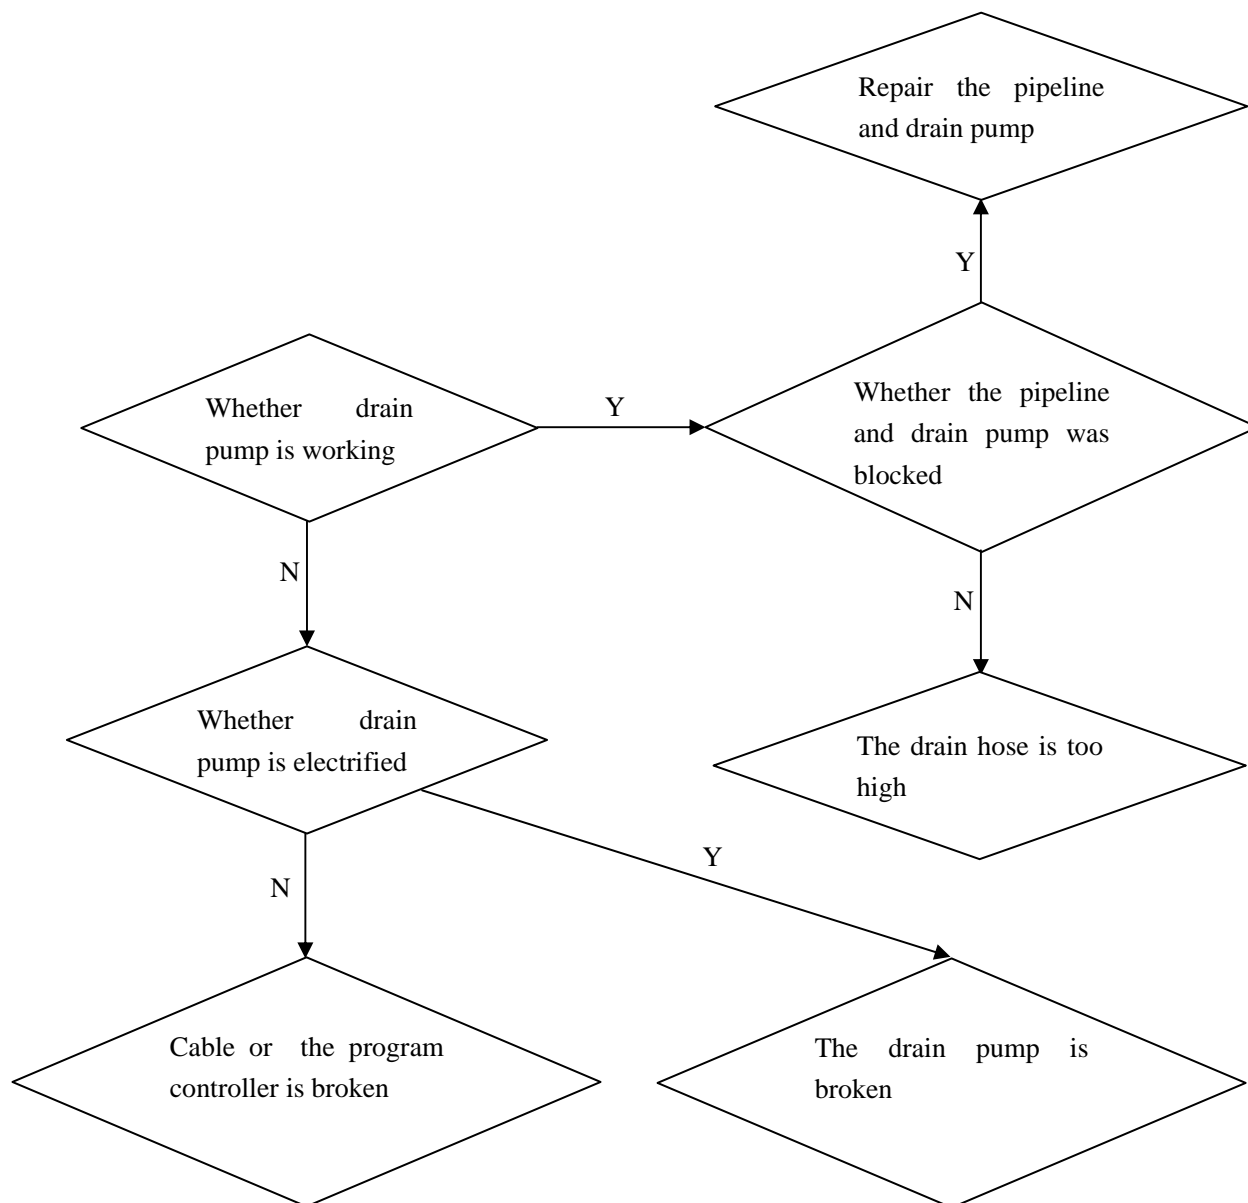 Repair the pipeline
and drain pump
Y
Whether drain
pump is working
Y
Whether the pipeline
and drain pump was
blocked
N
N
Whether drain
pump is electrified
The drain hose is too
high
Y
N
Cable or the program
controller is broken
The drain pump is
broken